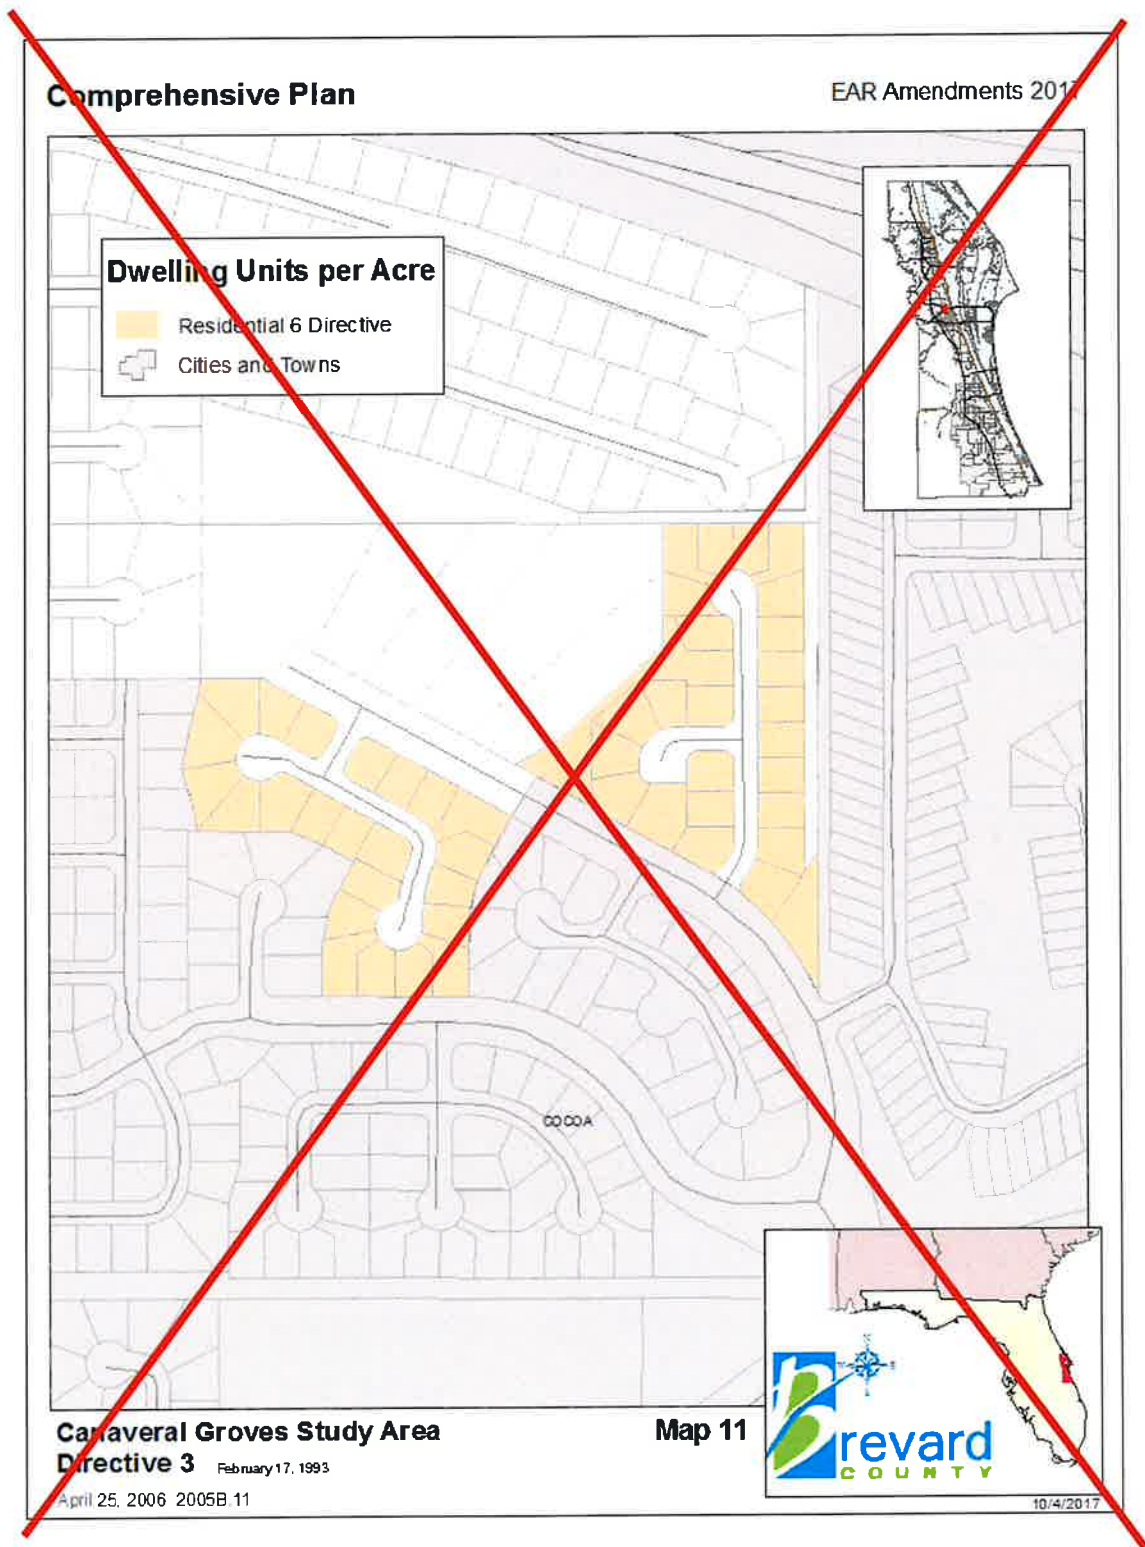 Comprehensive Plan
EAR Amendments 2017
Dwelling Units per Acre
Residential 6 Directive
Cities and Towns
COCOA
N
E
S
Canaveral Groves Study Area
Map 11
Directive 3 February 17, 1993
April 25, 2006 2005B.11
Brevard
COUNTY
10/4/2017